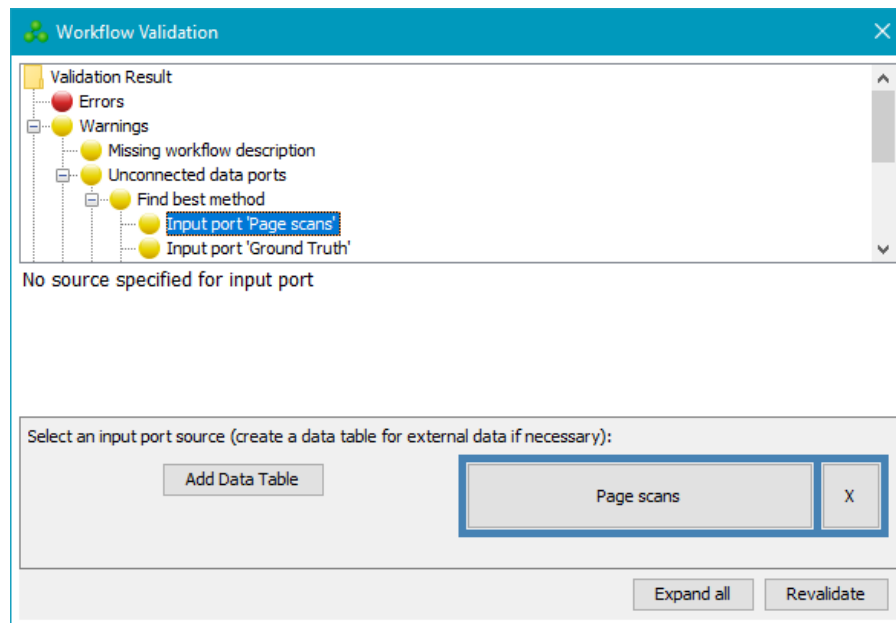 Workflow Validation
Validation Result
Errors
Warnings
Missing workflow description
Unconnected data ports
Find best method
Input port 'Page scans'
Input port 'Ground Truth'
No source specified for input port
Select an input port source (create a data table for external data if necessary):
Add Data Table
Page scans
X
Expand all
Revalidate